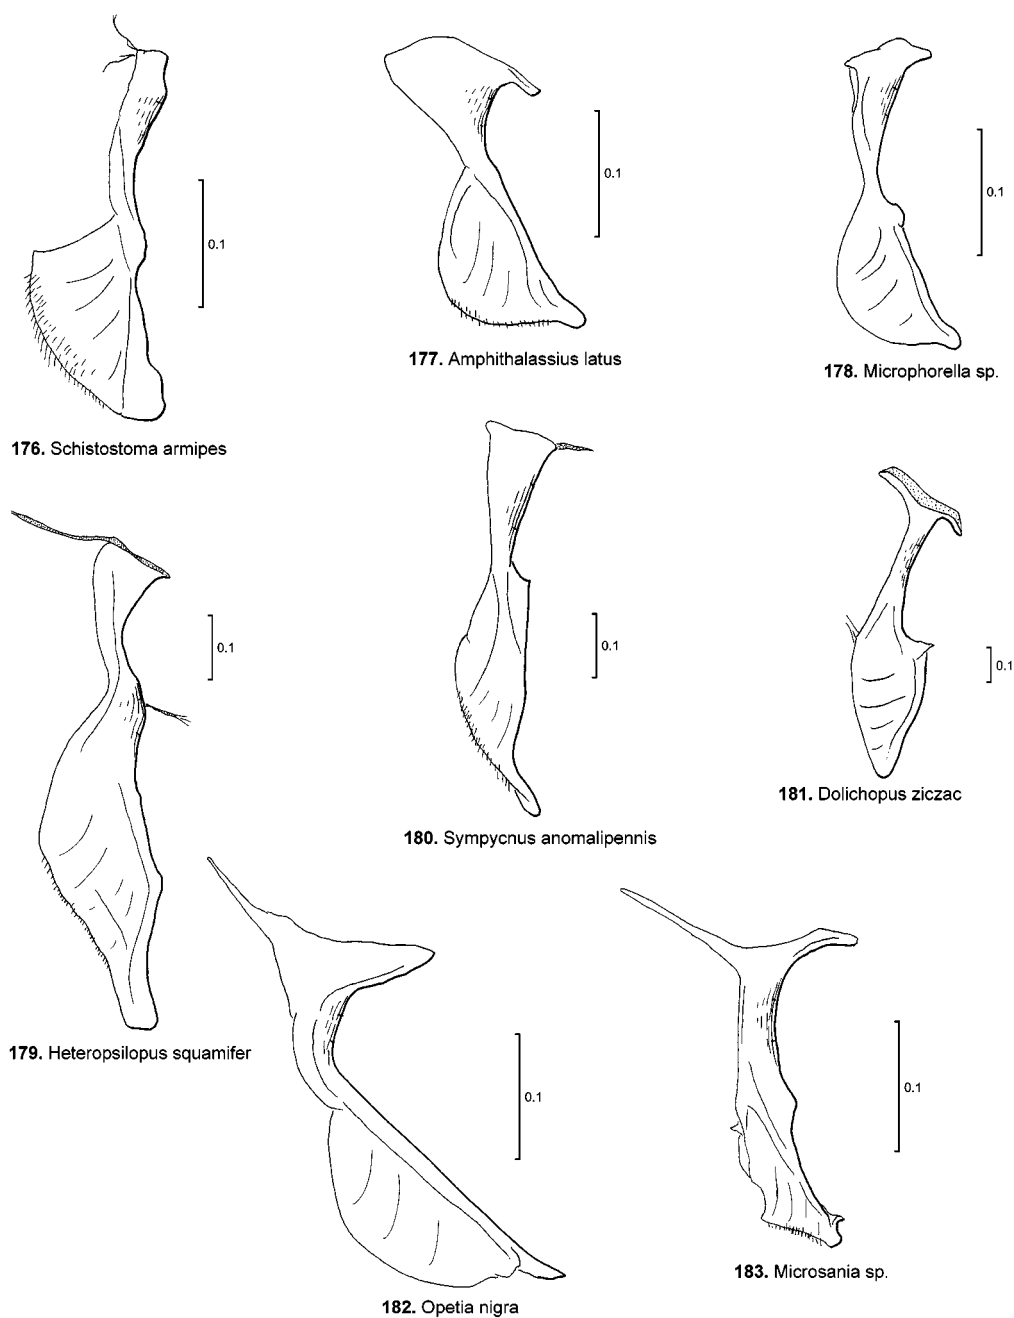 0.1
0.1
0.1
177. Amphithalassius latus
178. Microphorella sp.
176. Schistostoma armipes
0.1
0.1
0.1
181. Dolichopus ziczac
180. Sympycnus anomalipennis
179. Heteropsilopus squamifer
0.1
0.1
183. Microsania sp.
182. Opetia nigra